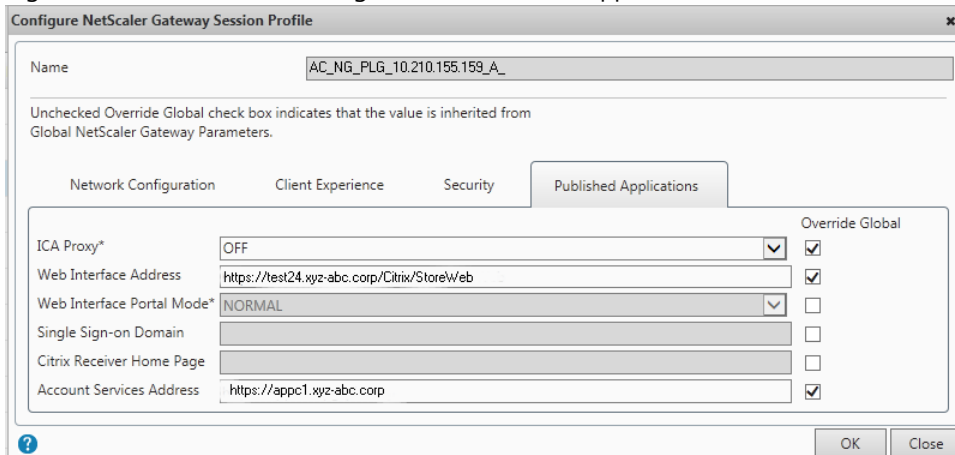 Configure NetScaler Gateway Session Profile
Name AC_NG_PLG_10.210.155.159_A_
Unchecked Override Global check box indicates that the value is inherited from
Global NetScaler Gateway Parameters.
Network Configuration Client Experience Security Published Applications
Override Global
ICA Proxy* OFF
Web Interface Address https://test24.xyz-abc.corp/Citrix/StoreWeb
Web Interface Portal Mode* NORMAL
Single Sign-on Domain
Citrix Receiver Home Page
Account Services Address https://appc1.xyz-abc.corp
? OK Close